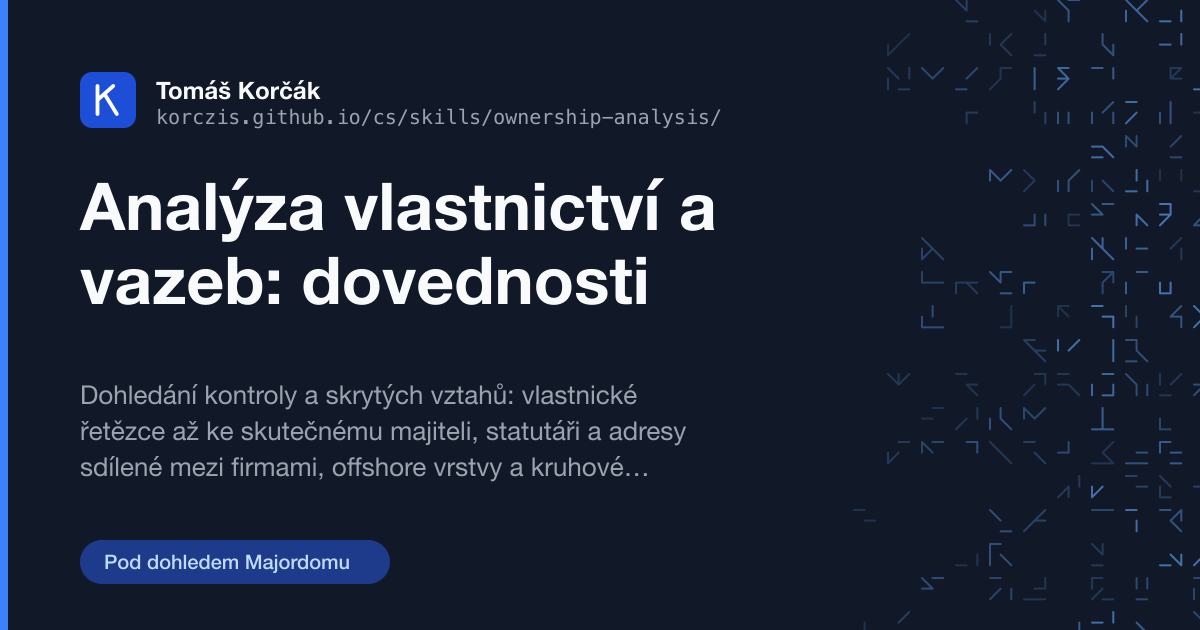 K
Tomáš Korčák
korczis.github.io/cs/skills/ownership-analysis/
Analýza vlastnictví a
vazeb: dovednosti
Dohledání kontroly a skrytých vztahů: vlastnické
řetězce až ke skutečnému majiteli, statutáři a adresy
sdílené mezi firmami, offshore vrstvy a kruhové…
Pod dohledem Majordomu